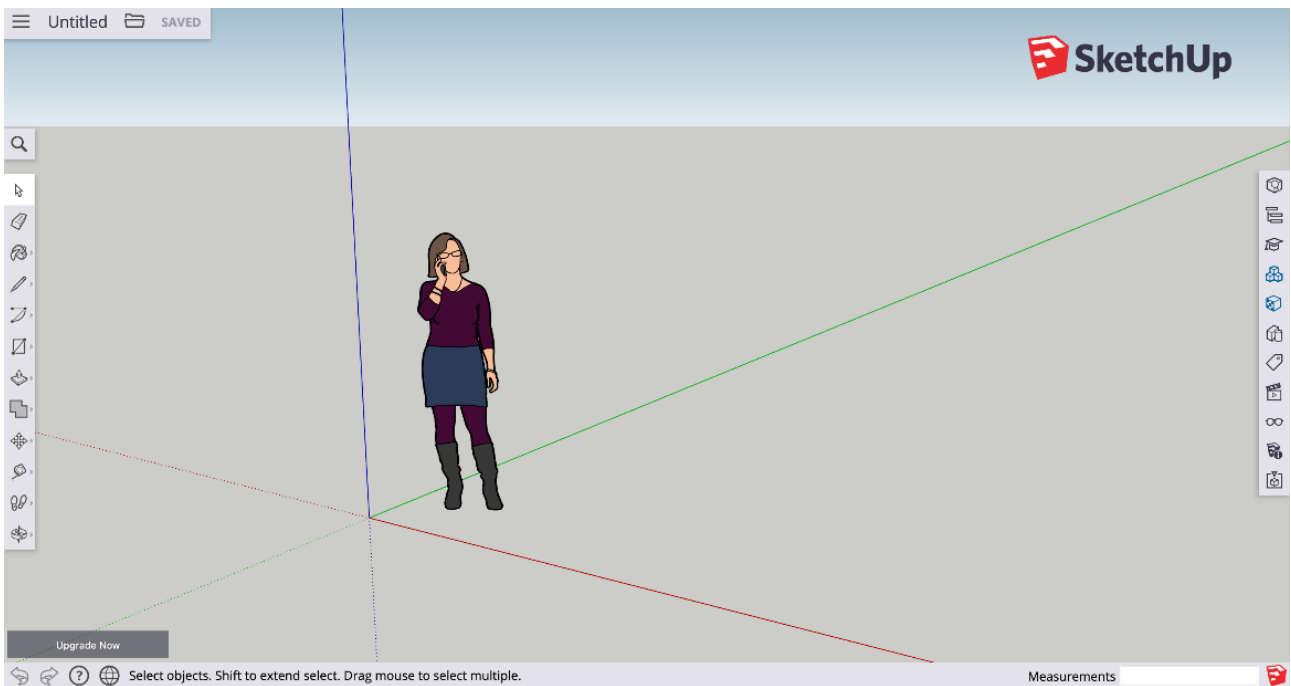 Untitled SAVED
SketchUp
Upgrade Now
Select objects. Shift to extend select. Drag mouse to select multiple.
Measurements